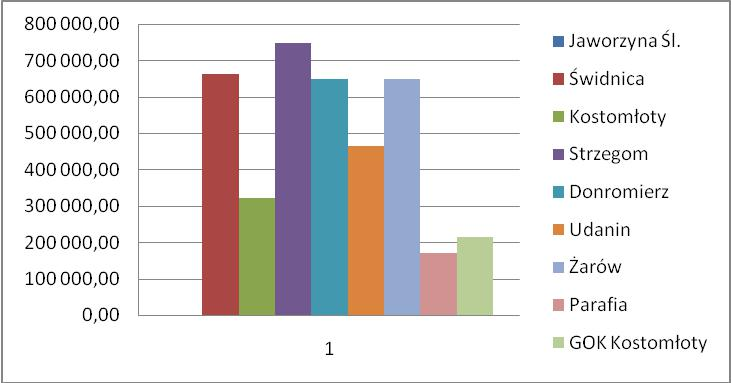 800 000,00
700 000,00
600 000,00
500 000,00
400 000,00
300 000,00
200 000,00
100 000,00
0,00
1
Jaworzyna Śl.
Świdnica
Kostomłoty
Strzegom
Donromierz
Udanin
Żarów
Parafia
GOK Kostomłoty